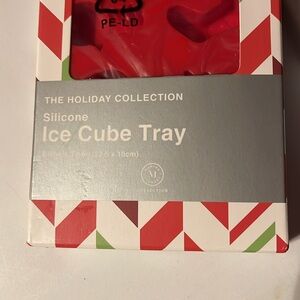 PE-LD
THE HOLIDAY COLLECTION
Silicone
Ice Cube Tray